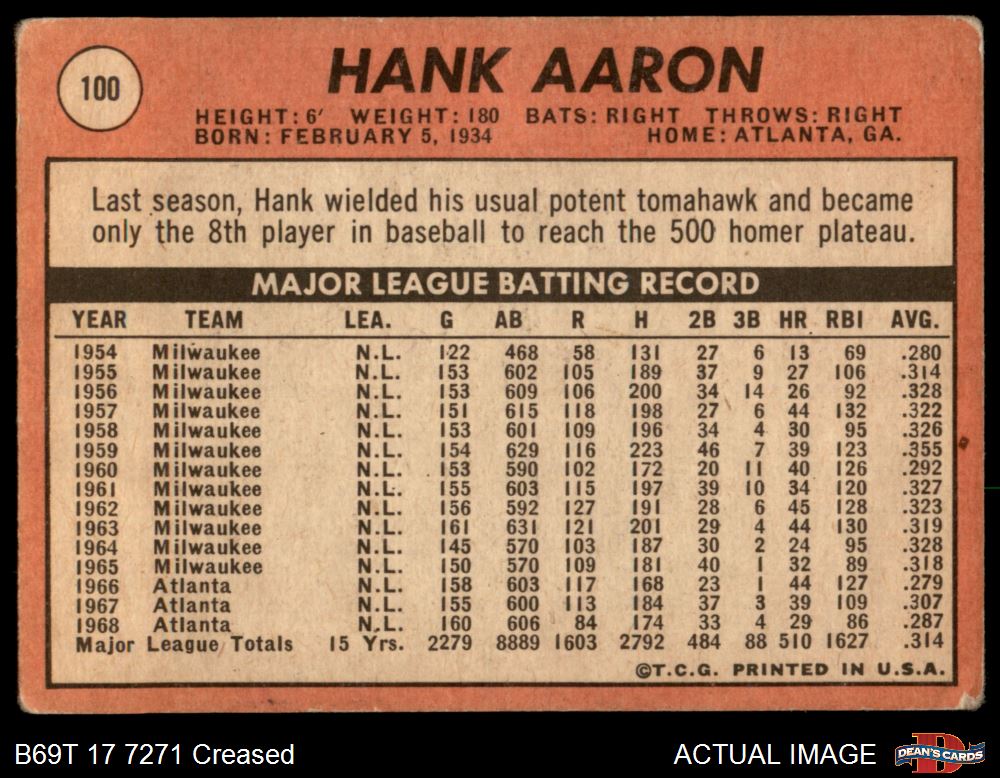 100
HANK AARON
HEIGHT: 6' WEIGHT: 180 BATS: RIGHT THROWS: RIGHT
BORN: FEBRUARY 5, 1934 HOME: ATLANTA, GA.
Last season, Hank wielded his usual potent tomahawk and became
only the 8th player in baseball to reach the 500 homer plateau.
MAJOR LEAGUE BATTING RECORD
YEAR TEAM LEA. G AB R H 2B 3B HR RBI AVG.
1954 Milwaukee N.L. 122 468 58 131 27 6 13 69 .280
1955 Milwaukee N.L. 153 602 105 189 37 9 27 106 .314
1956 Milwaukee N.L. 153 609 106 200 34 14 26 92 .328
1957 Milwaukee N.L. 151 615 118 198 27 6 44 132 .322
1958 Milwaukee N.L. 153 601 109 196 34 4 30 95 .326
1959 Milwaukee N.L. 154 629 116 223 46 7 39 123 .355
1960 Milwaukee N.L. 153 590 102 172 20 11 40 126 .292
1961 Milwaukee N.L. 155 603 115 197 39 10 34 120 .327
1962 Milwaukee N.L. 156 592 127 191 28 6 45 128 .323
1963 Milwaukee N.L. 161 631 121 201 29 4 44 130 .319
1964 Milwaukee N.L. 145 570 103 187 30 2 24 95 .328
1965 Milwaukee N.L. 150 570 109 181 40 1 32 89 .318
1966 Atlanta N.L. 158 603 117 168 23 1 44 127 .279
1967 Atlanta N.L. 155 600 113 184 37 3 39 109 .307
1968 Atlanta N.L. 160 606 84 174 33 4 29 86 .287
Major League Totals 15 Yrs. 2279 8889 1603 2792 484 88 510 1627 .314
©T.C.G. PRINTED IN U.S.A.
B69T 17 7271 Creased ACTUAL IMAGE DEAN'S CARDS